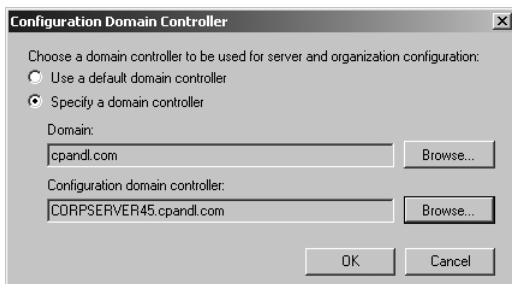 Configuration Domain Controller
Choose a domain controller to be used for server and organization configuration:
Use a default domain controller
Specify a domain controller
Domain:
cpandl.com
Browse...
Configuration domain controller:
CORPSERVER45.cpandl.com
Browse...
OK
Cancel